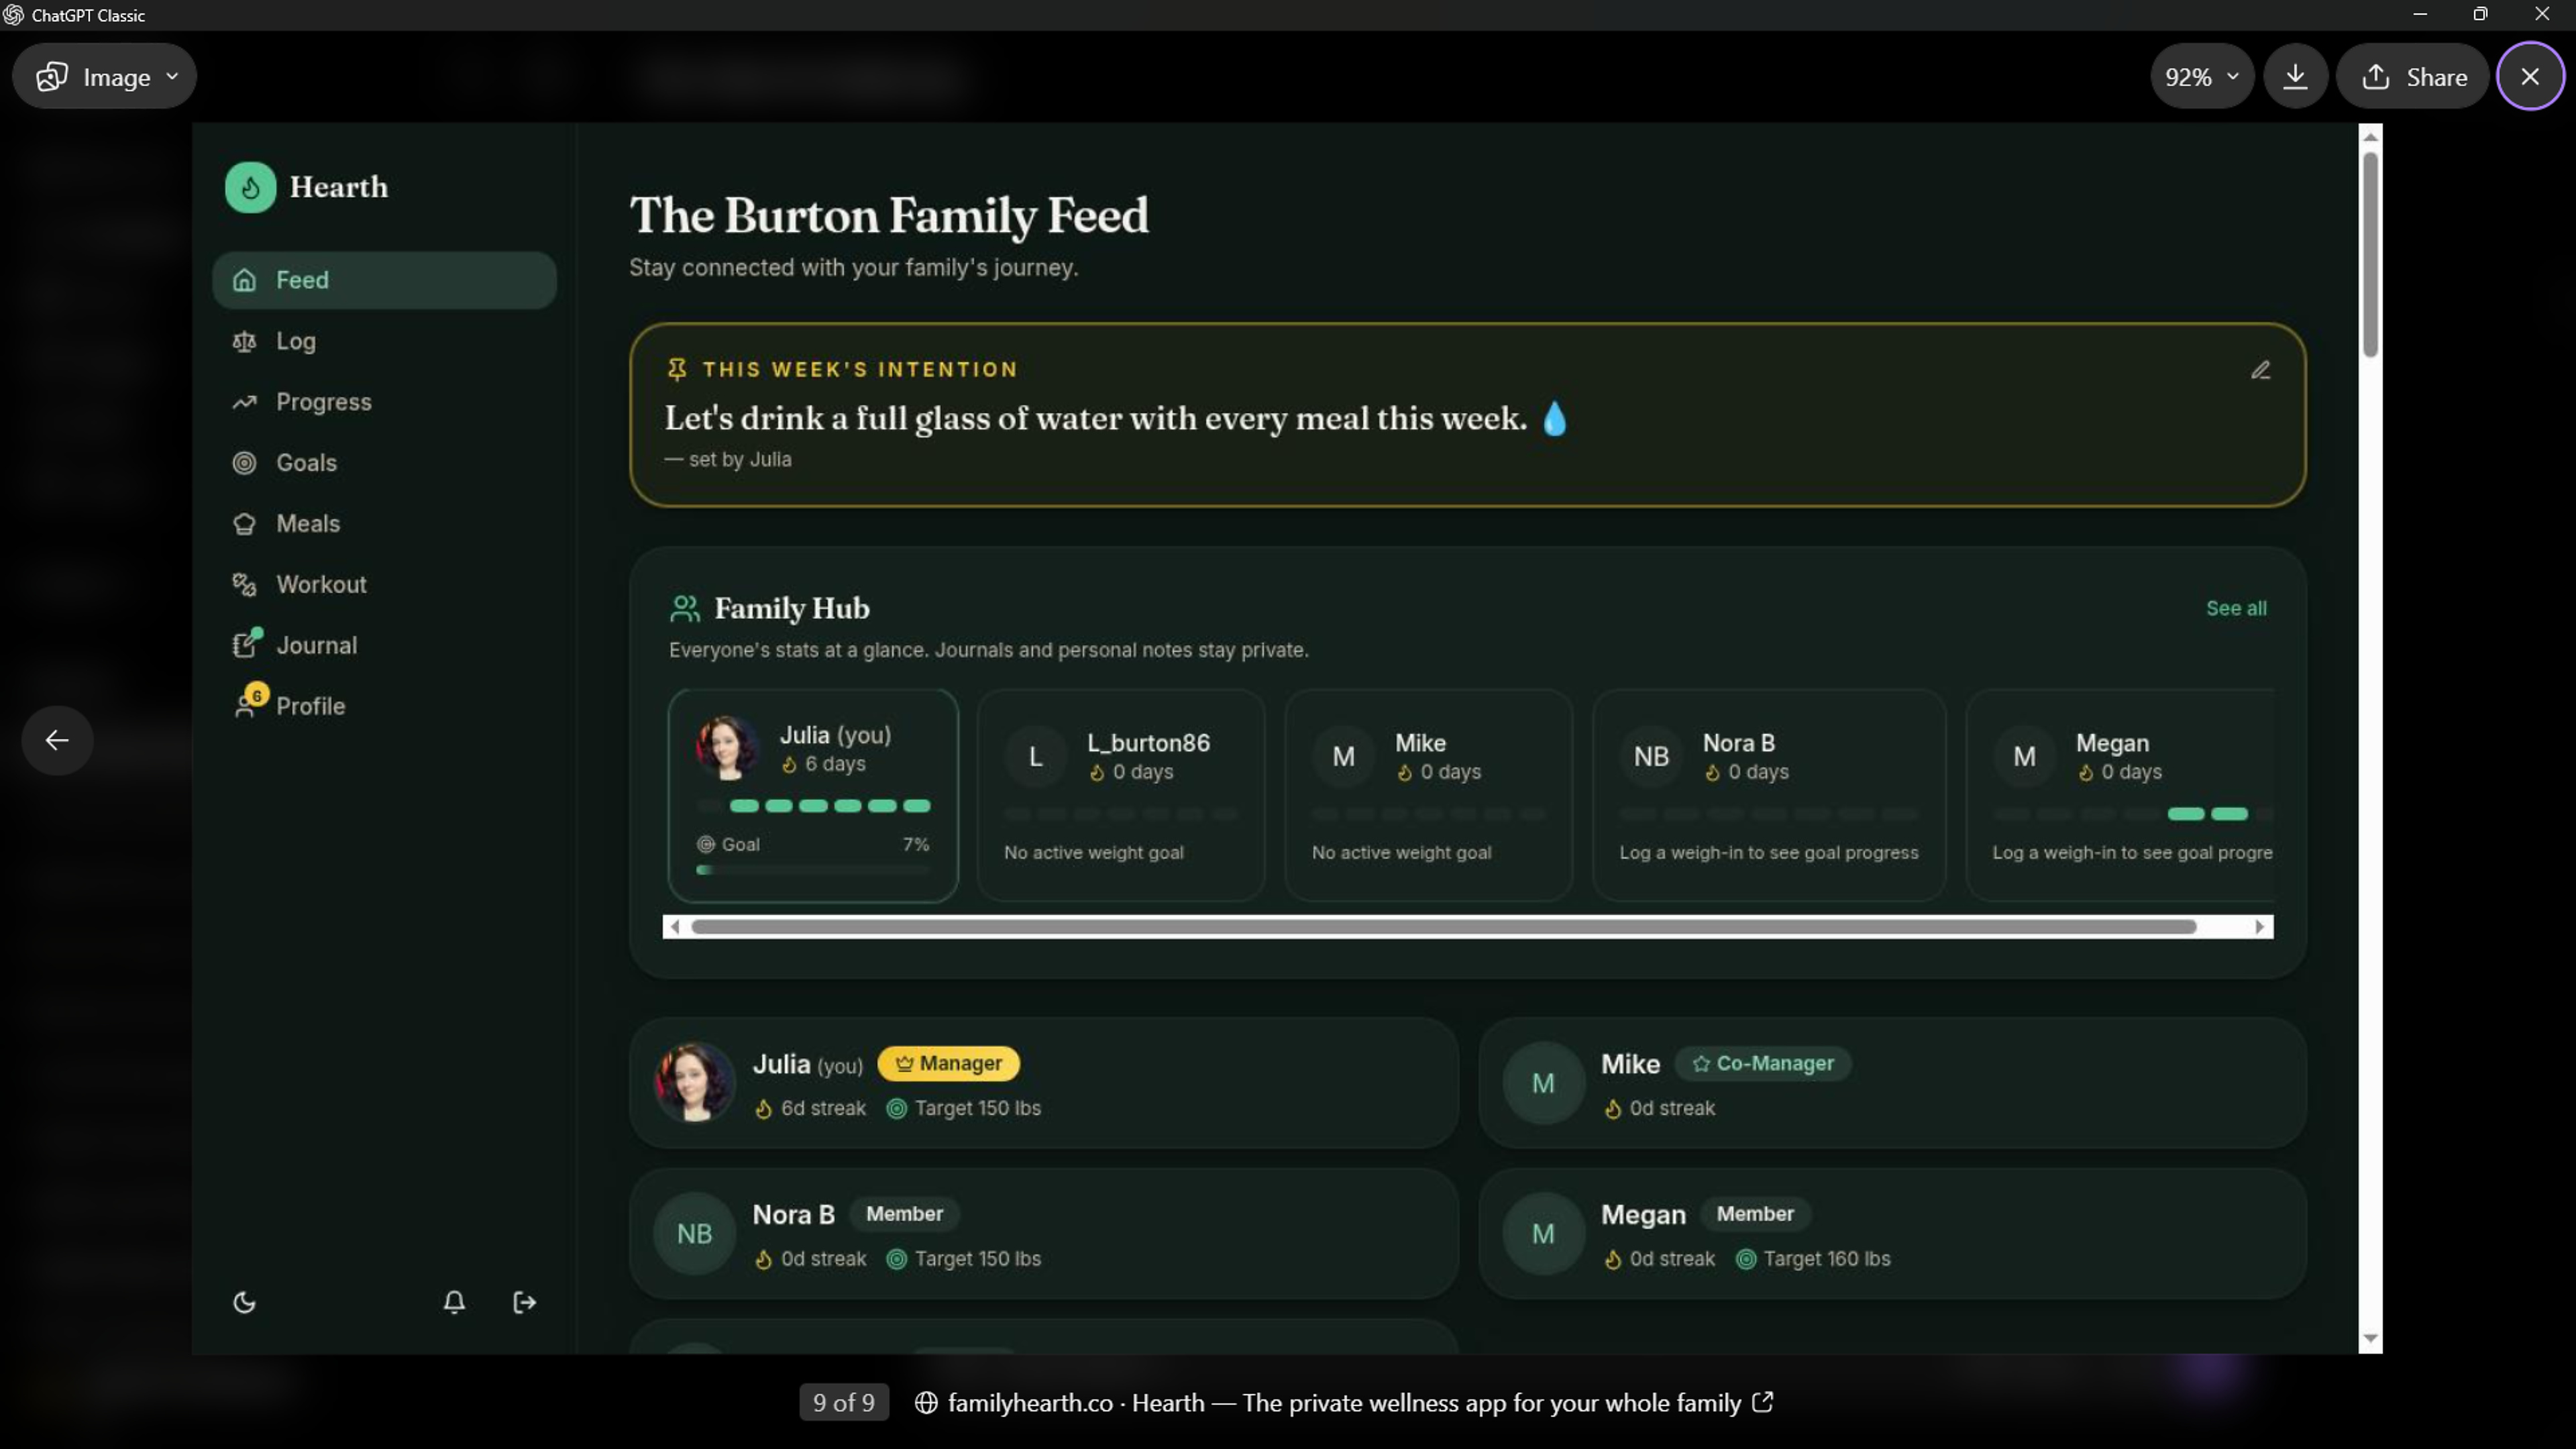 ChatGPT Classic
Image
92%
Share
Hearth
Feed
Log
Progress
Goals
Meals
Workout
Journal
6
Profile
The Burton Family Feed
Stay connected with your family's journey.
THIS WEEK'S INTENTION
Let's drink a full glass of water with every meal this week. 💧
— set by Julia
Family Hub
See all
Everyone's stats at a glance. Journals and personal notes stay private.
Julia (you)
6 days
Goal 7%
L
L_burton86
0 days
No active weight goal
M
Mike
0 days
No active weight goal
NB
Nora B
0 days
Log a weigh-in to see goal progress
M
Megan
0 days
Log a weigh-in to see goal progre
Julia (you) Manager
6d streak Target 150 lbs
M
Mike Co-Manager
0d streak
NB
Nora B Member
0d streak Target 150 lbs
M
Megan Member
0d streak Target 160 lbs
9 of 9 familyhearth.co · Hearth — The private wellness app for your whole family